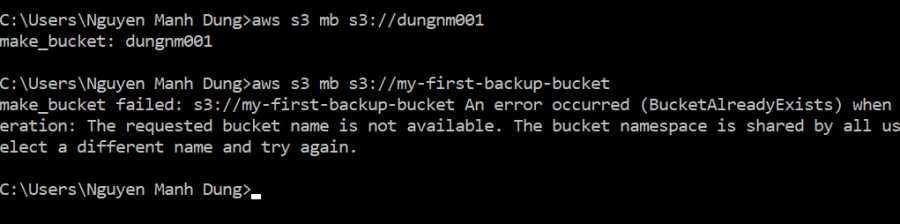 C:\Users\Nguyen Manh Dung>aws s3 mb s3://dungnm001
make_bucket: dungnm001
C:\Users\Nguyen Manh Dung>aws s3 mb s3://my-first-backup-bucket
make_bucket failed: s3://my-first-backup-bucket An error occurred (BucketAlreadyExists) when
eration: The requested bucket name is not available. The bucket namespace is shared by all us
elect a different name and try again.
C:\Users\Nguyen Manh Dung>